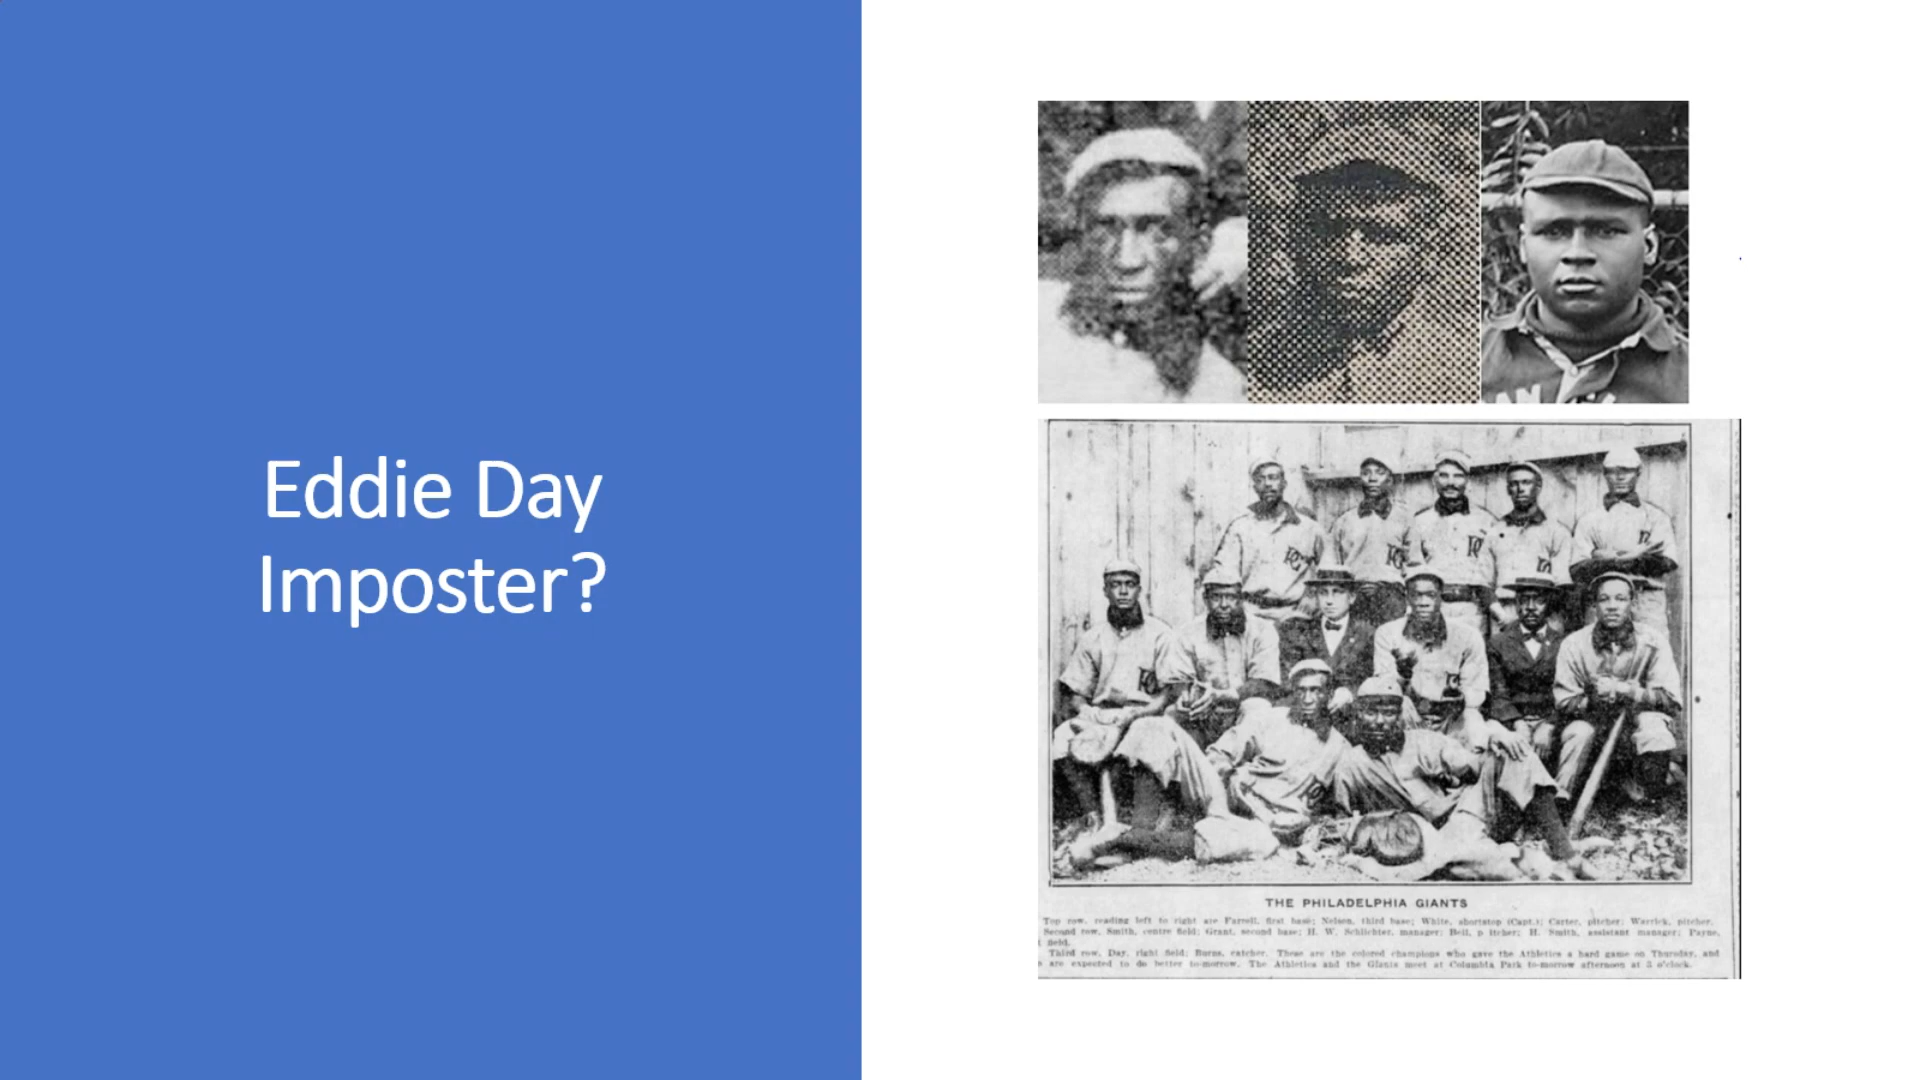 Eddie Day
Imposter?
THE PHILADELPHIA GIANTS
Top row, reading left to right are Farrell, first base; Nelson, third base; White, shortstop (Capt.); Carter, pitcher; Warrick, pitcher.
Second row, Smith, centre field; Grant, second base; H. W. Schlichter, manager; Bell, p itcher; H. Smith, assistant manager; Payne,
t field.
Third row, Day, right field; Burns, catcher. These are the colored champions who gave the Athletics a hard game on Thursday, and
are expected to do better to-morrow. The Athletics and the Giants meet at Columbia Park to-morrow afternoon at 3 o'clock.